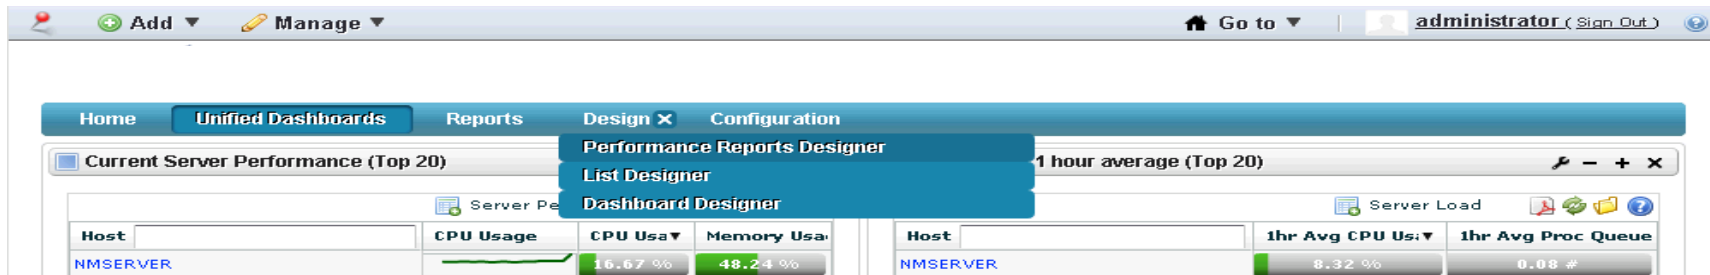 Add Manage Go to administrator ( Sign Out )
Home Unified Dashboards Reports Design Configuration
Current Server Performance (Top 20) Performance Reports Designer 1 hour average (Top 20)
List Designer
Server Pe Dashboard Designer Server Load
Host CPU Usage CPU Usa Memory Usa Host 1hr Avg CPU Us 1hr Avg Proc Queue
NMSERVER 16.67 % 48.24 % NMSERVER 8.32 % 0.08 #